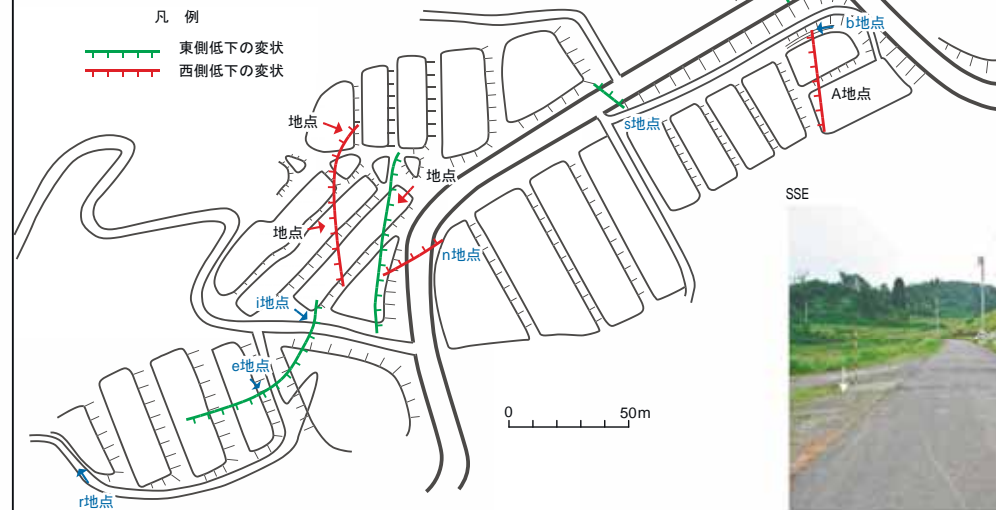 凡 例
東側低下の変状
西側低下の変状
b地点
A地点
s地点
地点
地点
地点
n地点
i地点
e地点
r地点
0 50m
SSE